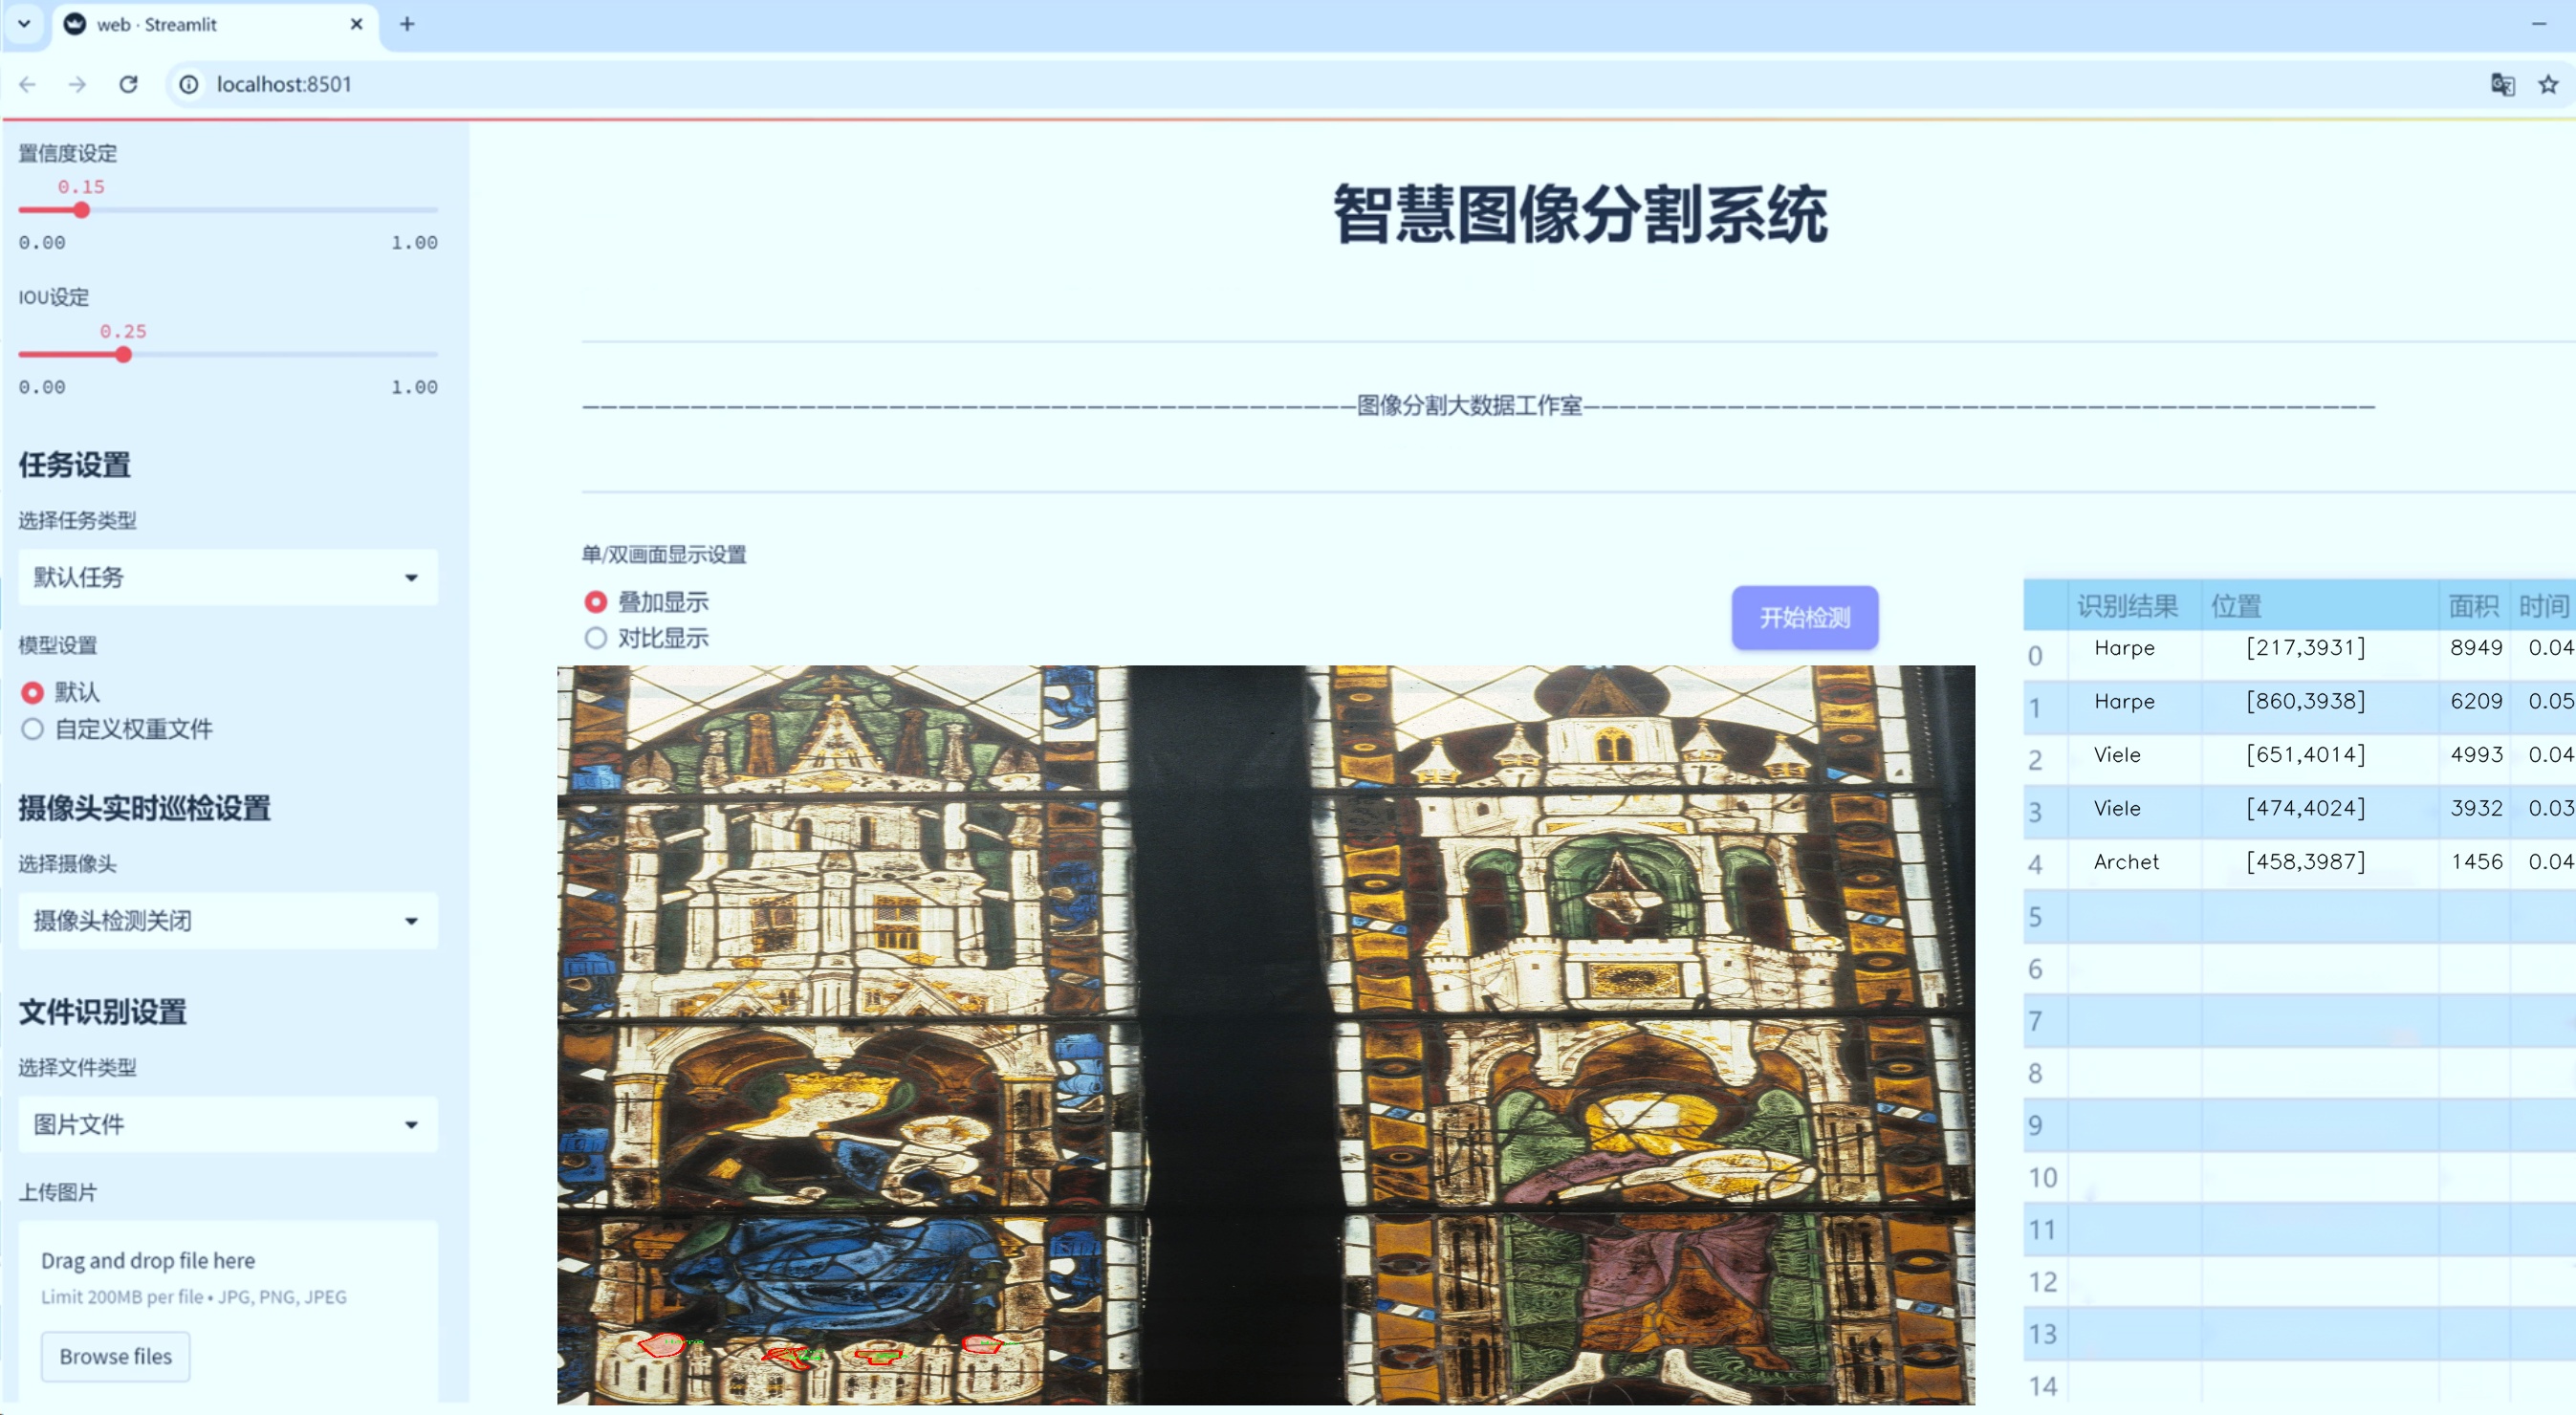 web · Streamlit
localhost:8501
置信度设定
0.15
0.00 1.00
IOU设定
0.25
0.00 1.00
任务设置
选择任务类型
默认任务
模型设置
默认
自定义权重文件
摄像头实时巡检设置
选择摄像头
摄像头检测关闭
文件识别设置
选择文件类型
图片文件
上传图片
Drag and drop file here
Limit 200MB per file • JPG, PNG, JPEG
Browse files
智慧图像分割系统
图像分割大数据工作室
单/双画面显示设置
叠加显示
对比显示
开始检测
识别结果 位置 面积 时间
0 Harpe [217,3931] 8949 0.04
1 Harpe [860,3938] 6209 0.05
2 Viele [651,4014] 4993 0.04
3 Viele [474,4024] 3932 0.03
4 Archet [458,3987] 1456 0.04
5
6
7
8
9
10
11
12
13
14